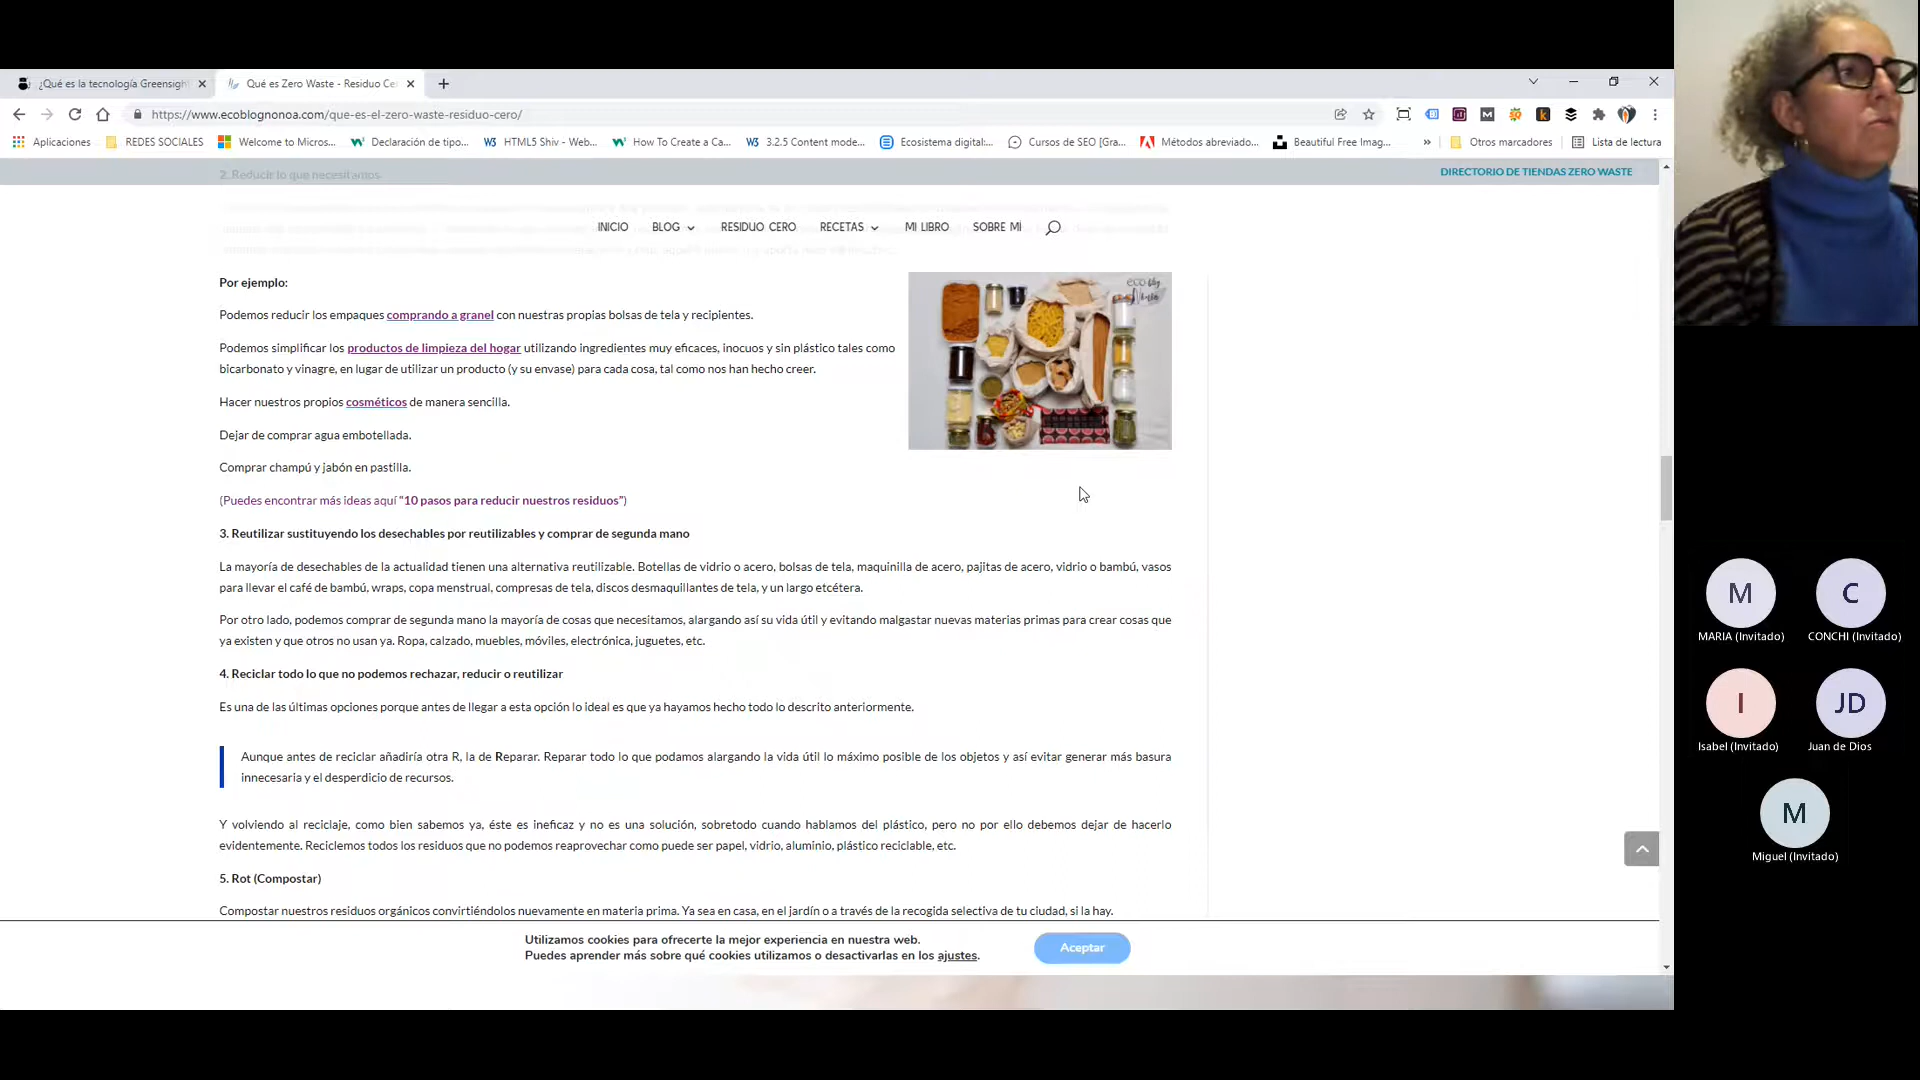 ¿Qué es la tecnología Greensight
Qué es Zero Waste - Residuo Ce
https://www.ecoblognonoa.com/que-es-el-zero-waste-residuo-cero/
Aplicaciones
REDES SOCIALES
Welcome to Micros...
Declaración de tipo...
HTML5 Shiv - Web...
How To Create a Ca...
3.2.5 Content mode...
Ecosistema digital:...
Cursos de SEO [Gra...
Métodos abreviado...
Beautiful Free Imag...
»
Otros marcadores
Lista de lectura
2. Reducir lo que necesitamos
DIRECTORIO DE TIENDAS ZERO WASTE
INICIO
BLOG
RESIDUO CERO
RECETAS
MI LIBRO
SOBRE MÍ
Por ejemplo:
Podemos reducir los empaques comprando a granel con nuestras propias bolsas de tela y recipientes.
Podemos simplificar los productos de limpieza del hogar utilizando ingredientes muy eficaces, inocuos y sin plástico tales como
bicarbonato y vinagre, en lugar de utilizar un producto (y su envase) para cada cosa, tal como nos han hecho creer.
Hacer nuestros propios cosméticos de manera sencilla.
Dejar de comprar agua embotellada.
Comprar champú y jabón en pastilla.
(Puedes encontrar más ideas aquí "10 pasos para reducir nuestros residuos")
3. Reutilizar sustituyendo los desechables por reutilizables y comprar de segunda mano
La mayoría de desechables de la actualidad tienen una alternativa reutilizable. Botellas de vidrio o acero, bolsas de tela, maquinilla de acero, pajitas de acero, vidrio o bambú, vasos
para llevar el café de bambú, wraps, copa menstrual, compresas de tela, discos desmaquillantes de tela, y un largo etcétera.
Por otro lado, podemos comprar de segunda mano la mayoría de cosas que necesitamos, alargando así su vida útil y evitando malgastar nuevas materias primas para crear cosas que
ya existen y que otros no usan ya. Ropa, calzado, muebles, móviles, electrónica, juguetes, etc.
4. Reciclar todo lo que no podemos rechazar, reducir o reutilizar
Es una de las últimas opciones porque antes de llegar a esta opción lo ideal es que ya hayamos hecho todo lo descrito anteriormente.
Aunque antes de reciclar añadiría otra R, la de Reparar. Reparar todo lo que podamos alargando la vida útil lo máximo posible de los objetos y así evitar generar más basura
innecesaria y el desperdicio de recursos.
Y volviendo al reciclaje, como bien sabemos ya, éste es ineficaz y no es una solución, sobretodo cuando hablamos del plástico, pero no por ello debemos dejar de hacerlo
evidentemente. Reciclemos todos los residuos que no podemos reaprovechar como puede ser papel, vidrio, aluminio, plástico reciclable, etc.
5. Rot (Compostar)
Compostar nuestros residuos orgánicos convirtiéndolos nuevamente en materia prima. Ya sea en casa, en el jardín o a través de la recogida selectiva de tu ciudad, si la hay.
Utilizamos cookies para ofrecerte la mejor experiencia en nuestra web.
Puedes aprender más sobre qué cookies utilizamos o desactivarlas en los ajustes.
Aceptar
M
C
MARIA (Invitado)
CONCHI (Invitado)
I
JD
Isabel (Invitado)
Juan de Dios
M
Miguel (Invitado)